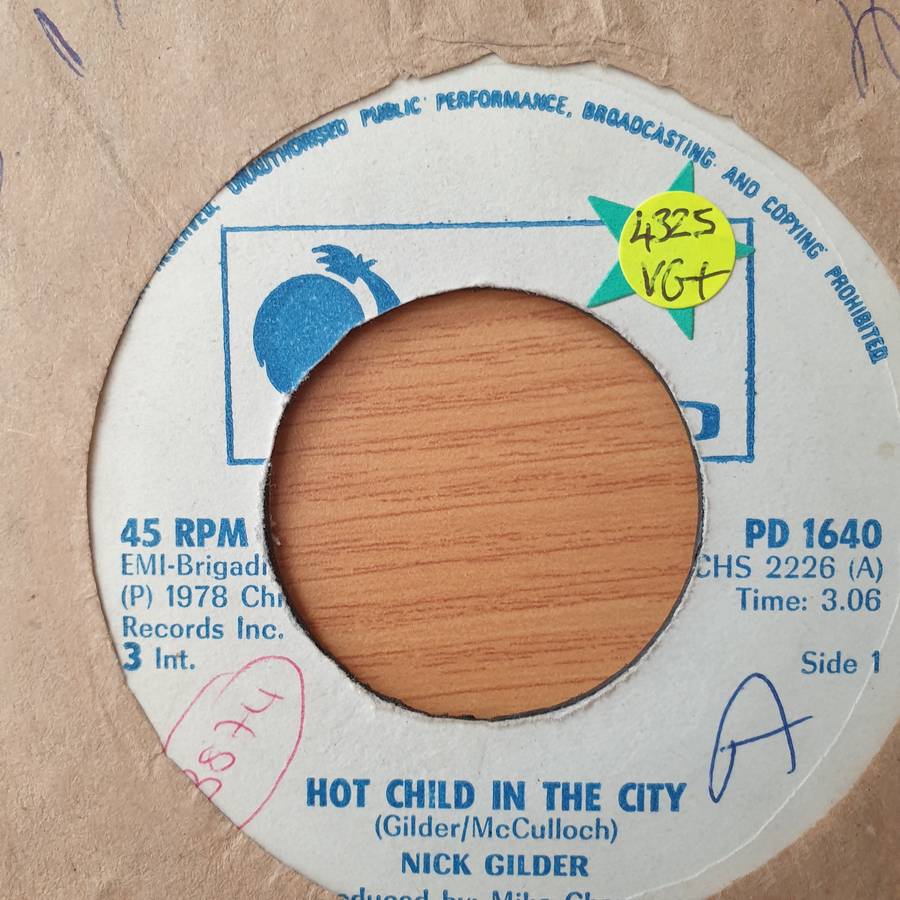 UNAUTHORISED PUBLIC PERFORMANCE, BROADCASTING AND COPYING PROHIBITED
4325
VG+
45 RPM
PD 1640
EMI-Brigadi
CHS 2226 (A)
(P) 1978 Chr
Time: 3.06
Records Inc.
3 Int.
Side 1
A
HOT CHILD IN THE CITY
(Gilder/McCulloch)
NICK GILDER